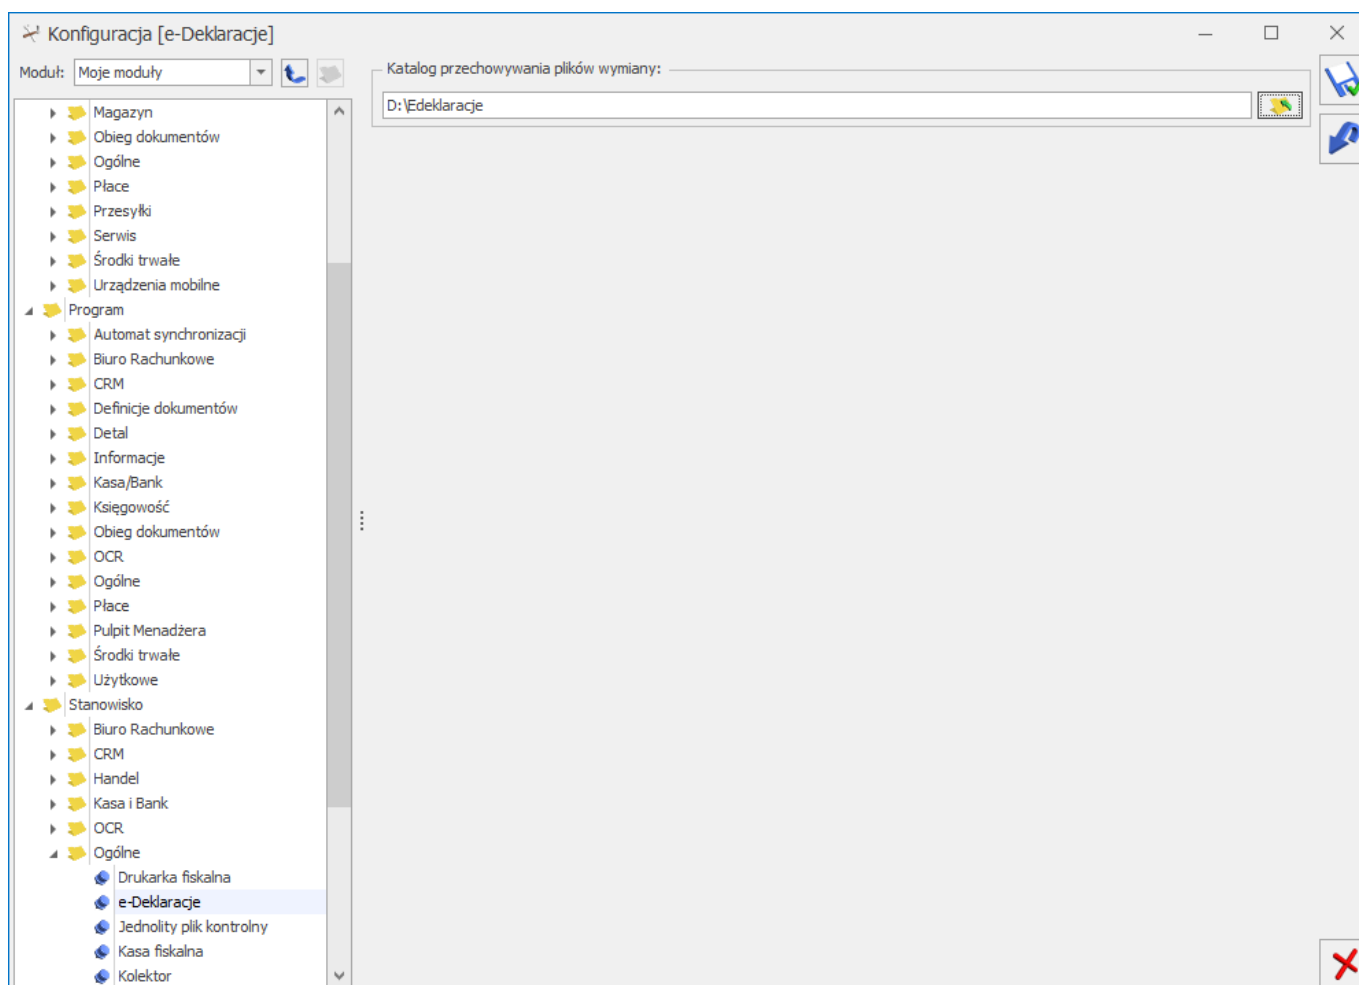 Konfiguracja [e-Deklaracje]
Moduł: Moje moduły
Katalog przechowywania plików wymiany:
D:\Edeklaracje
Magazyn
Obieg dokumentów
Ogólne
Płace
Przesyłki
Serwis
Środki trwałe
Urządzenia mobilne
Program
Automat synchronizacji
Biuro Rachunkowe
CRM
Definicje dokumentów
Detal
Informacje
Kasa/Bank
Księgowość
Obieg dokumentów
OCR
Ogólne
Płace
Pulpit Menadżera
Środki trwałe
Użytkowe
Stanowisko
Biuro Rachunkowe
CRM
Handel
Kasa i Bank
OCR
Ogólne
Drukarka fiskalna
e-Deklaracje
Jednolity plik kontrolny
Kasa fiskalna
Kolektor